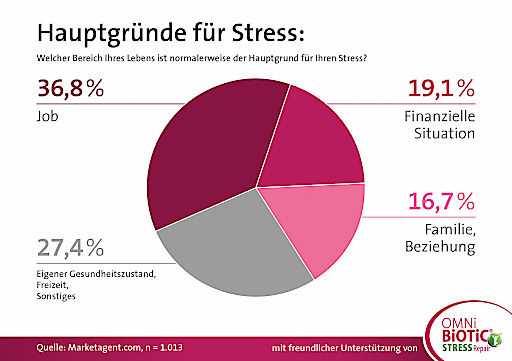 Hauptgründe für Stress:
Welcher Bereich Ihres Lebens ist normalerweise der Hauptgrund für Ihren Stress?
36,8%
Job
19,1%
Finanzielle
Situation
16,7%
Familie,
Beziehung
27,4%
Eigener Gesundheitszustand,
Freizeit,
Sonstiges
Quelle: Marketagent.com, n = 1.013
mit freundlicher Unterstützung von
OMNi
BiOTiC®
STRESS Repair